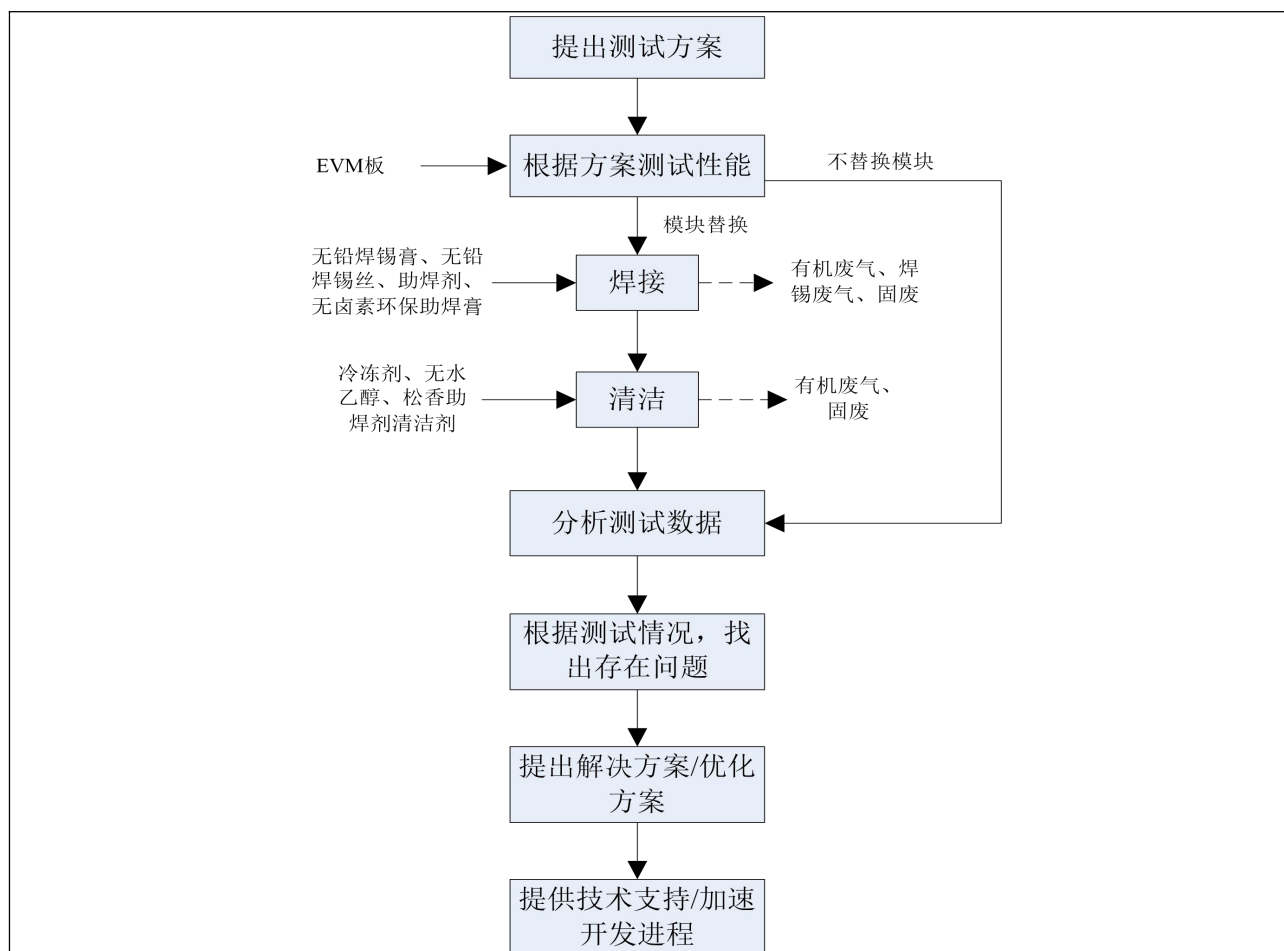 提出测试方案
EVM板
根据方案测试性能
不替换模块
模块替换
无铅焊锡膏、无铅
焊锡丝、助焊剂、
无卤素环保助焊膏
焊接
有机废气、焊
锡废气、固废
冷冻剂、无水
乙醇、松香助
焊剂清洁剂
清洁
有机废气、
固废
分析测试数据
根据测试情况，找
出存在问题
提出解决方案/优化
方案
提供技术支持/加速
开发进程